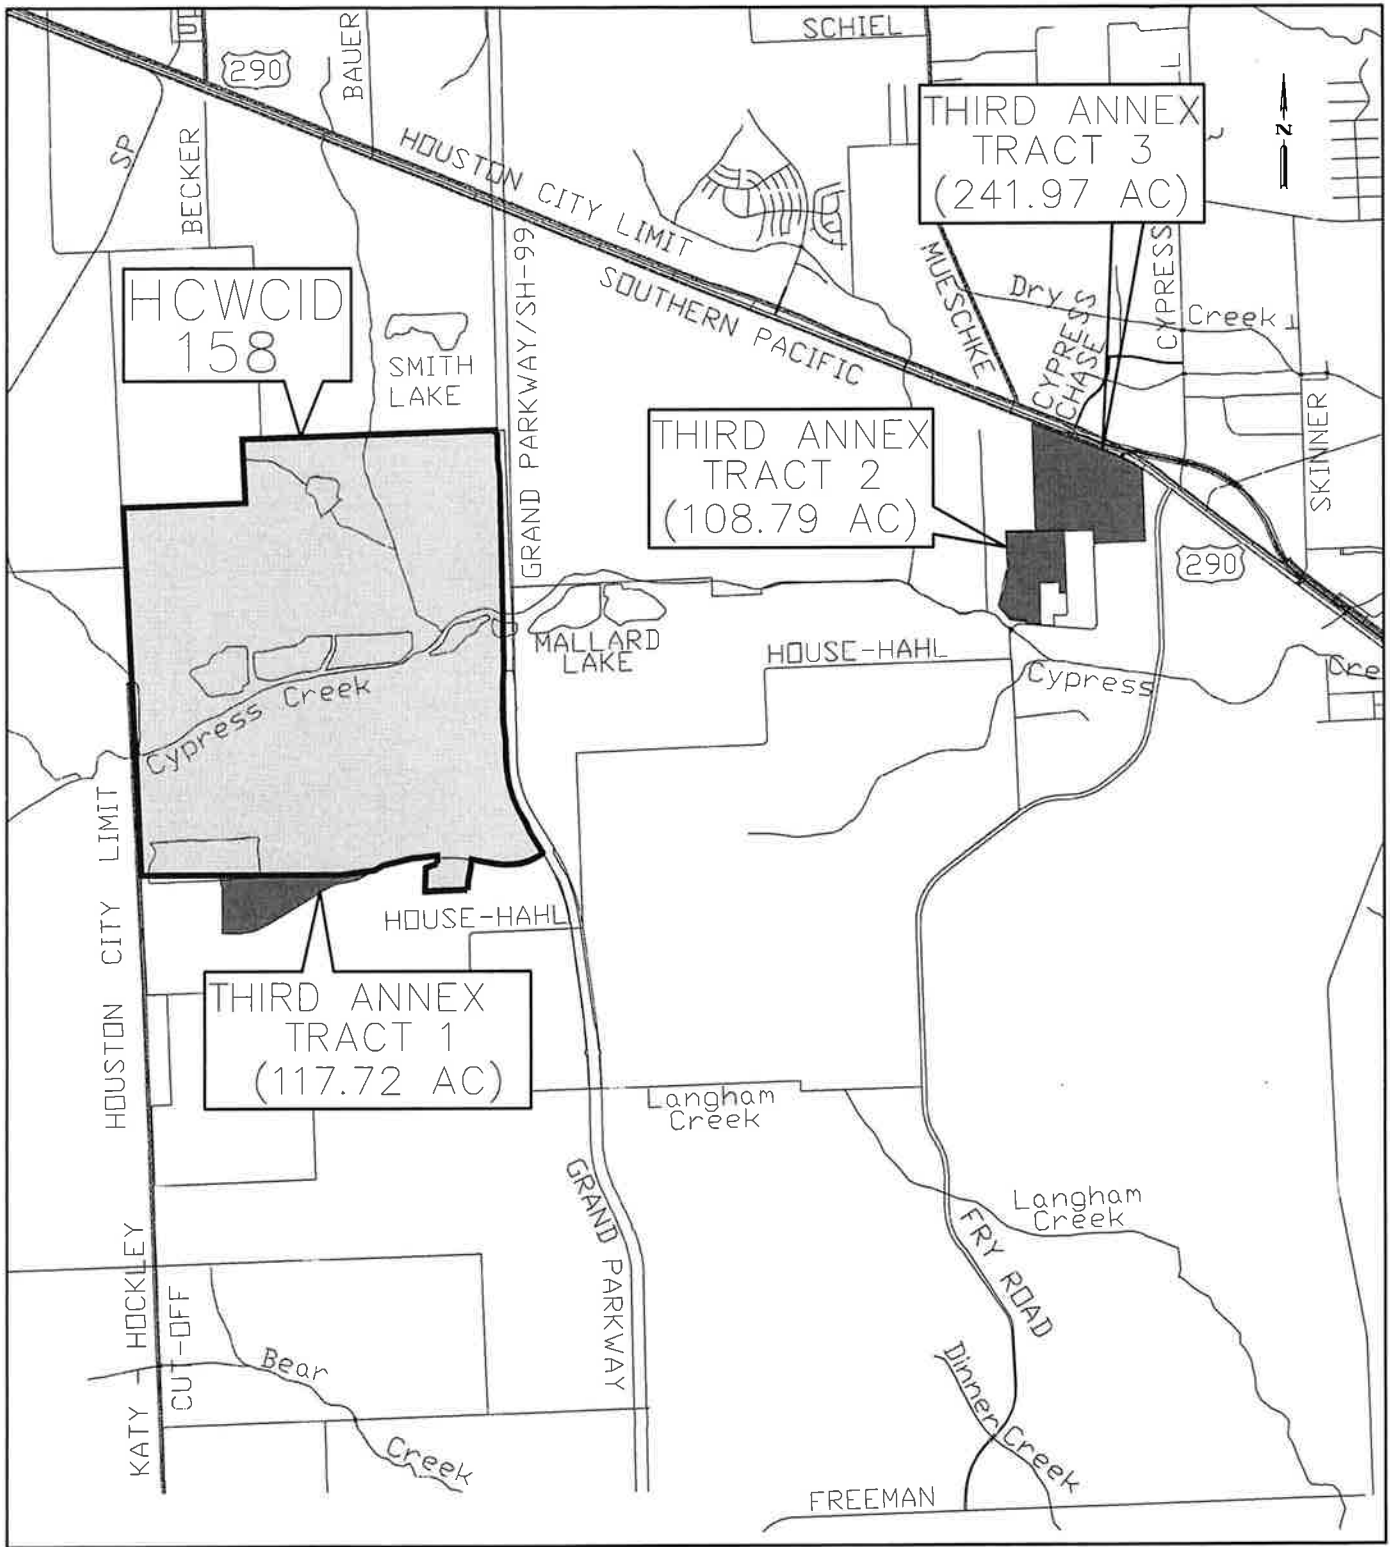 SCHIEL
BAUER
290
SP
BECKER
HOUSTON CITY LIMIT
SOUTHERN PACIFIC
GRAND PARKWAY/SH-99
THIRD ANNEX
TRACT 3
(241.97 AC)
N
L
CYPRESS
MUESCHKE
Dry
Creek
CYPRESS
CHASE
SKINNER
HCWCID
158
SMITH
LAKE
THIRD ANNEX
TRACT 2
(108.79 AC)
290
MALLARD
LAKE
HOUSE-HAHL
Cypress
Cre
Cypress Creek
HOUSTON CITY LIMIT
HOUSE-HAHL
THIRD ANNEX
TRACT 1
(117.72 AC)
Langham
Creek
GRAND PARKWAY
Langham
Creek
FRY ROAD
KATY - HOCKLEY
CUT-OFF
Bear
Creek
Dinner Creek
FREEMAN